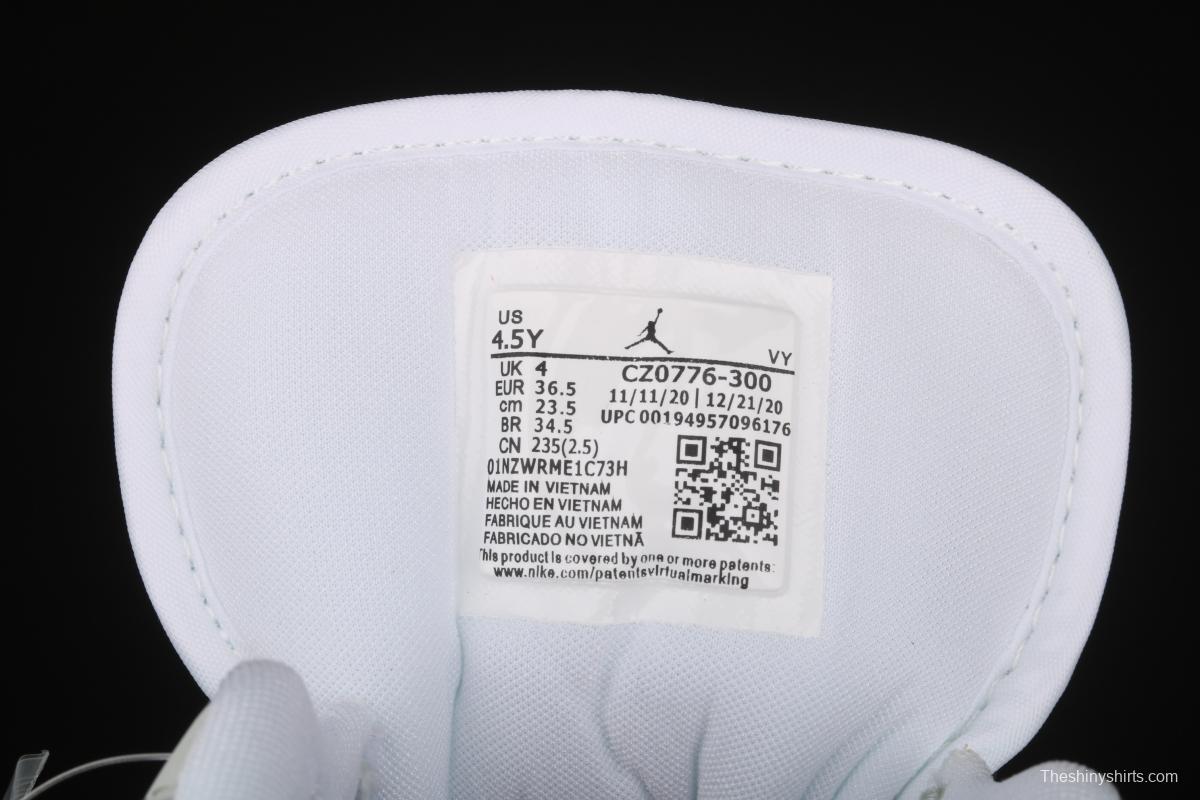 US
4.5Y
VY
UK 4
EUR 36.5
cm 23.5
BR 34.5
CN 235(2.5)
CZ0776-300
11/11/20 | 12/21/20
UPC 00194957096176
01NZWRME1C73H
MADE IN VIETNAM
HECHO EN VIETNAM
FABRIQUE AU VIETNAM
FABRICADO NO VIETNÃ
This product is covered by one or more patents:
www.nike.com/patentsvirtualmarking
Theshinyshirts.com